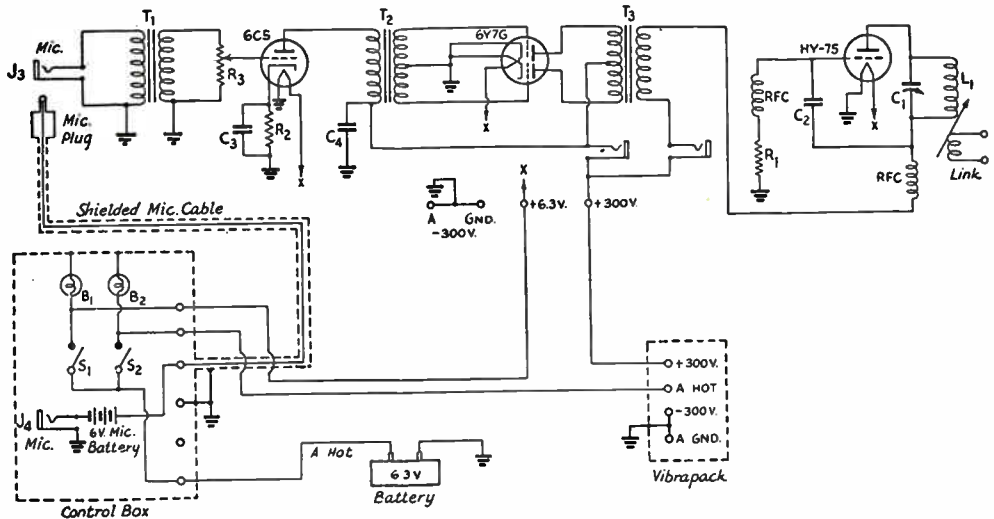 T1
T2
T3
Mic.
J3
6C5
6Y7G
HY-75
R3
RFC
C2
C1
L1
Mic.
Plug
C3
R2
C4
X
X
X
R1
RFC
Link
Shielded Mic. Cable
X
A
GND.
-300V.
+6.3V.
+300V.
B1
B2
S1
S2
+300V.
A HOT
-300V.
A GND.
J4
Mic.
6V. Mic.
Battery
A Hot
6 3 V
Battery
Vibrapack
Control Box